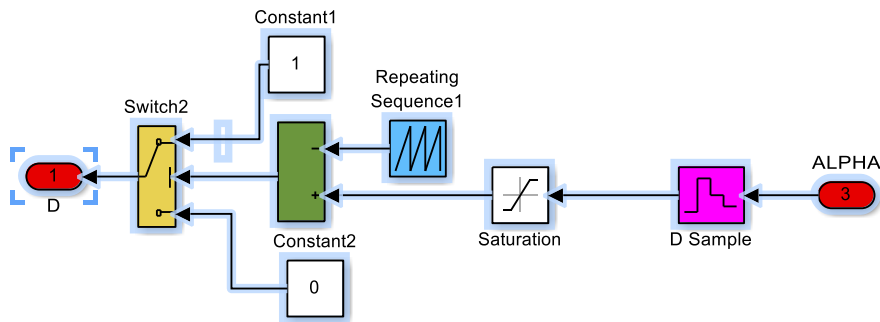 Constant1
1
Repeating
Sequence1
Switch2
–
1
D
+
ALPHA
3
Saturation
D Sample
Constant2
0